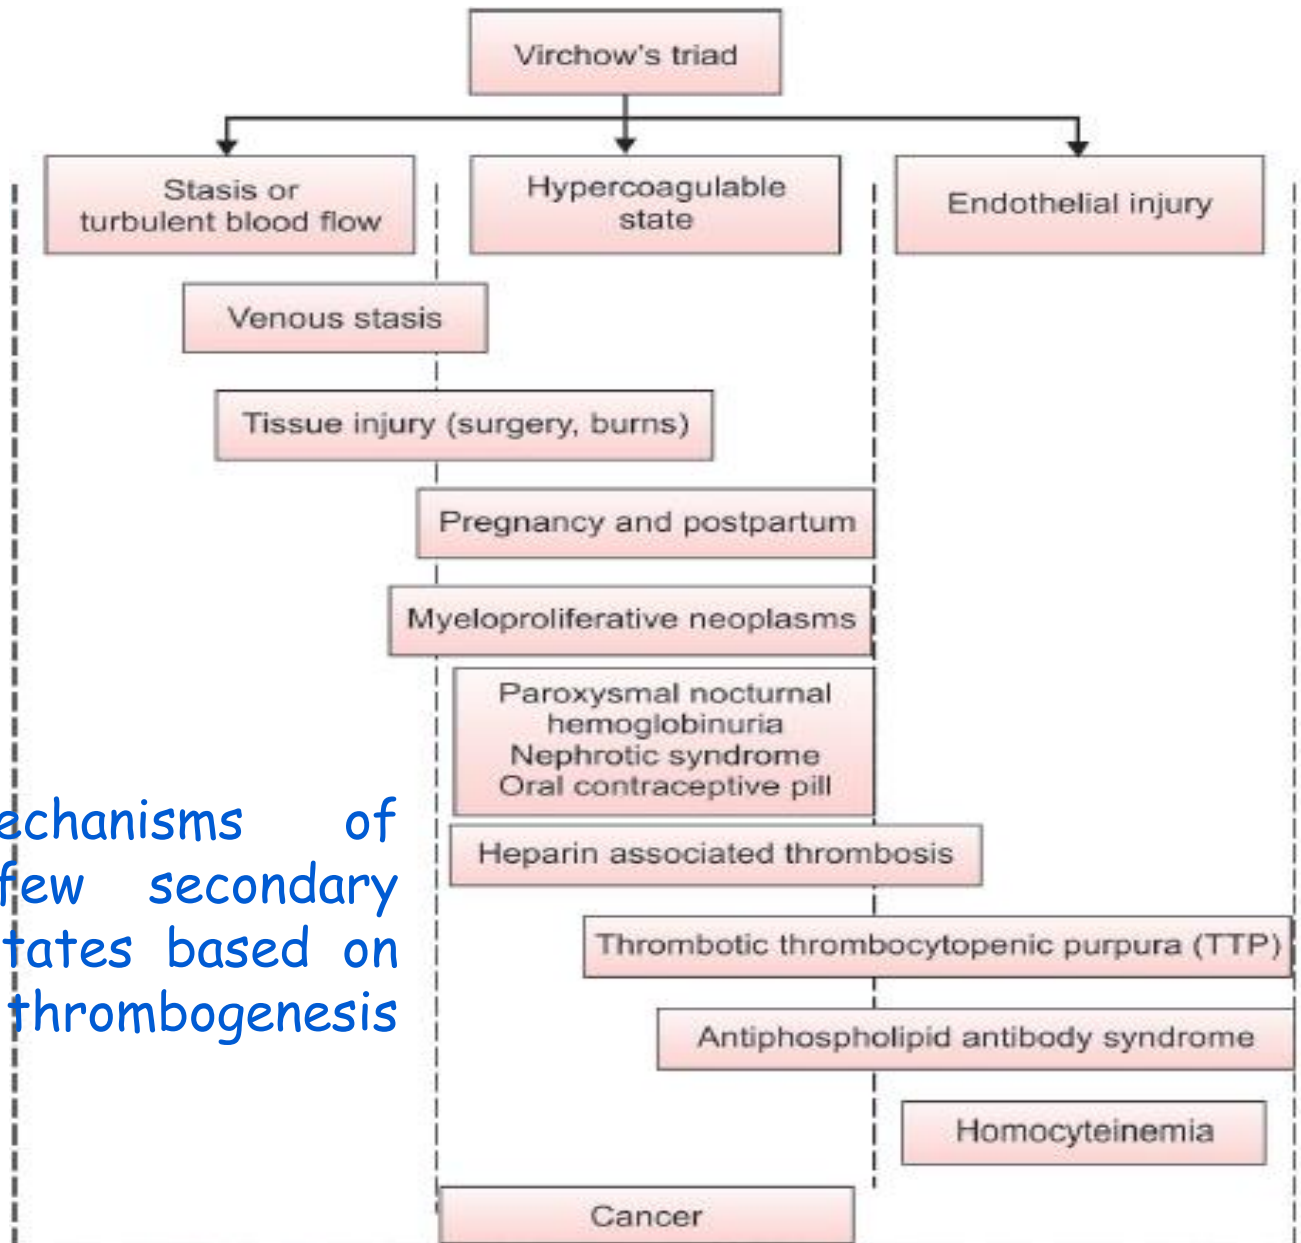 Virchow's triad
Stasis or
turbulent blood flow
Hypercoagulable
state
Endothelial injury
Venous stasis
Tissue injury (surgery, burns)
Pregnancy and postpartum
Myeloproliferative neoplasms
Paroxysmal nocturnal
hemoglobinuria
Nephrotic syndrome
Oral contraceptive pill
echanisms of
few secondary
tates based on
thrombogenesis
Heparin associated thrombosis
Thrombotic thrombocytopenic purpura (TTP)
Antiphospholipid antibody syndrome
Homocyteinemia
Cancer